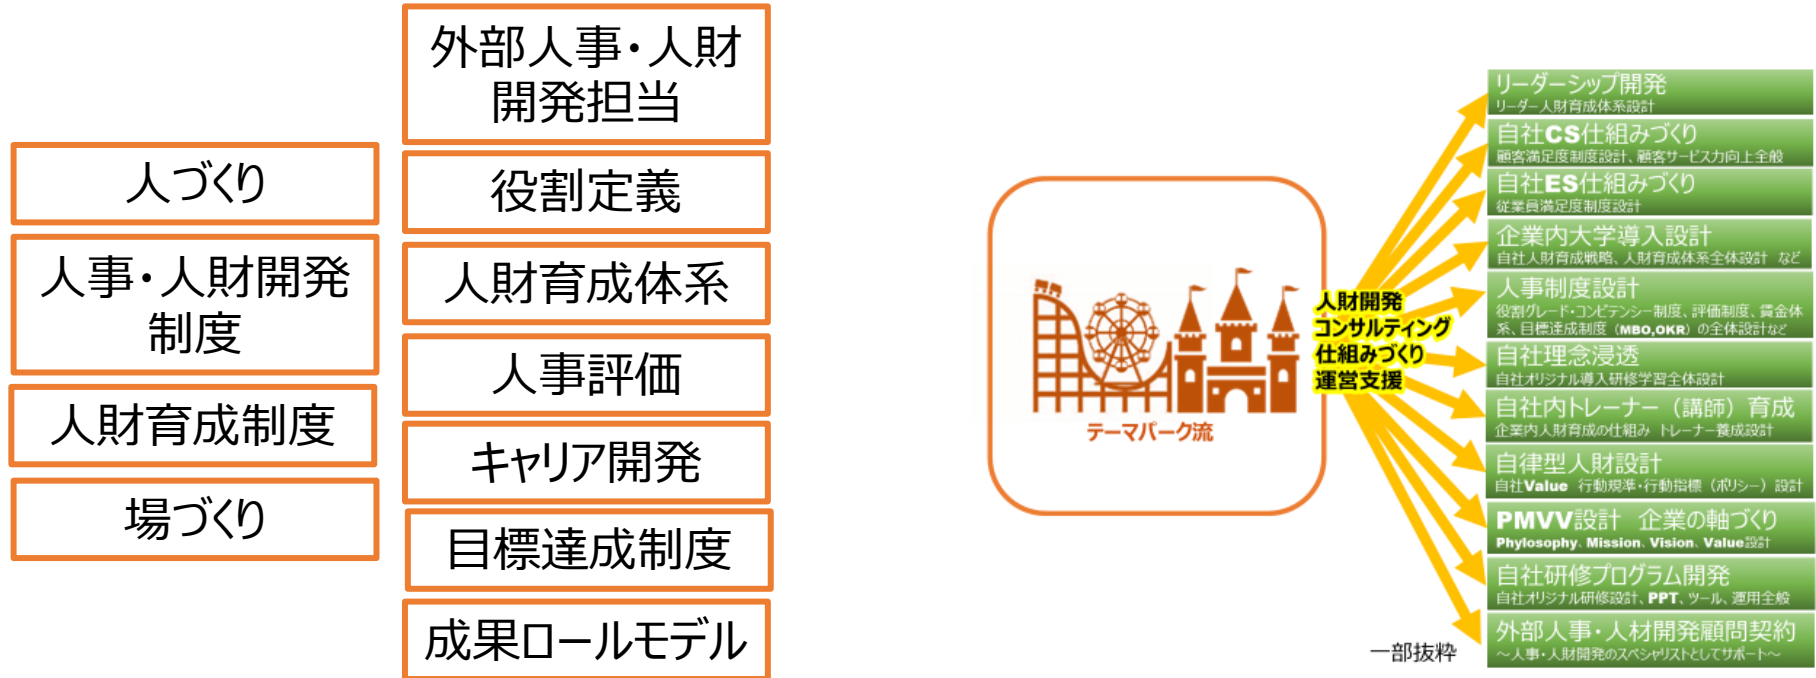 人づくり
人事・人財開発
制度
人財育成制度
場づくり
外部人事・人財
開発担当
役割定義
人財育成体系
人事評価
キャリア開発
目標達成制度
成果ロールモデル
テーマパーク流
人財開発
コンサルティング
仕組みづくり
運営支援
リーダーシップ開発
リーダー人財育成体系設計
自社CS仕組みづくり
顧客満足度制度設計、顧客サービス力向上全般
自社ES仕組みづくり
従業員満足度制度設計
企業内大学導入設計
自社人財育成戦略、人財育成体系全体設計 など
人事制度設計
役割グレード・コンピテンシー制度、評価制度、賃金体
系、目標達成制度（MBO,OKR）の全体設計など
自社理念浸透
自社オリジナル導入研修学習全体設計
自社内トレーナー（講師）育成
企業内人財育成の仕組み トレーナー養成設計
自律型人財設計
自社Value 行動規準・行動指標（ポリシー）設計
PMVV設計 企業の軸づくり
Phylosophy、Mission、Vision、Value設計
自社研修プログラム開発
自社オリジナル研修設計、PPT、ツール、運用全般
外部人事・人材開発顧問契約
～人事・人財開発のスペシャリストとしてサポート～
一部抜粋